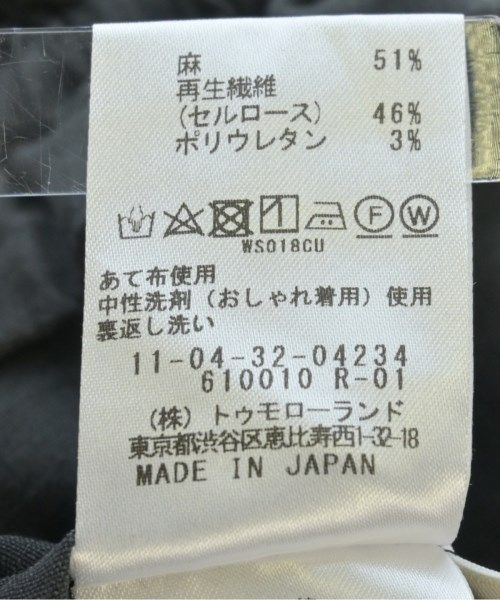 麻 51%
再生繊維
(セルロース) 46%
ポリウレタン 3%
F W
WS018CU
あて布使用
中性洗剤（おしゃれ着用）使用
裏返し洗い
11-04-32-04234
610010 R-01
（株）トゥモローランド
東京都渋谷区恵比寿西1-32-18
MADE IN JAPAN